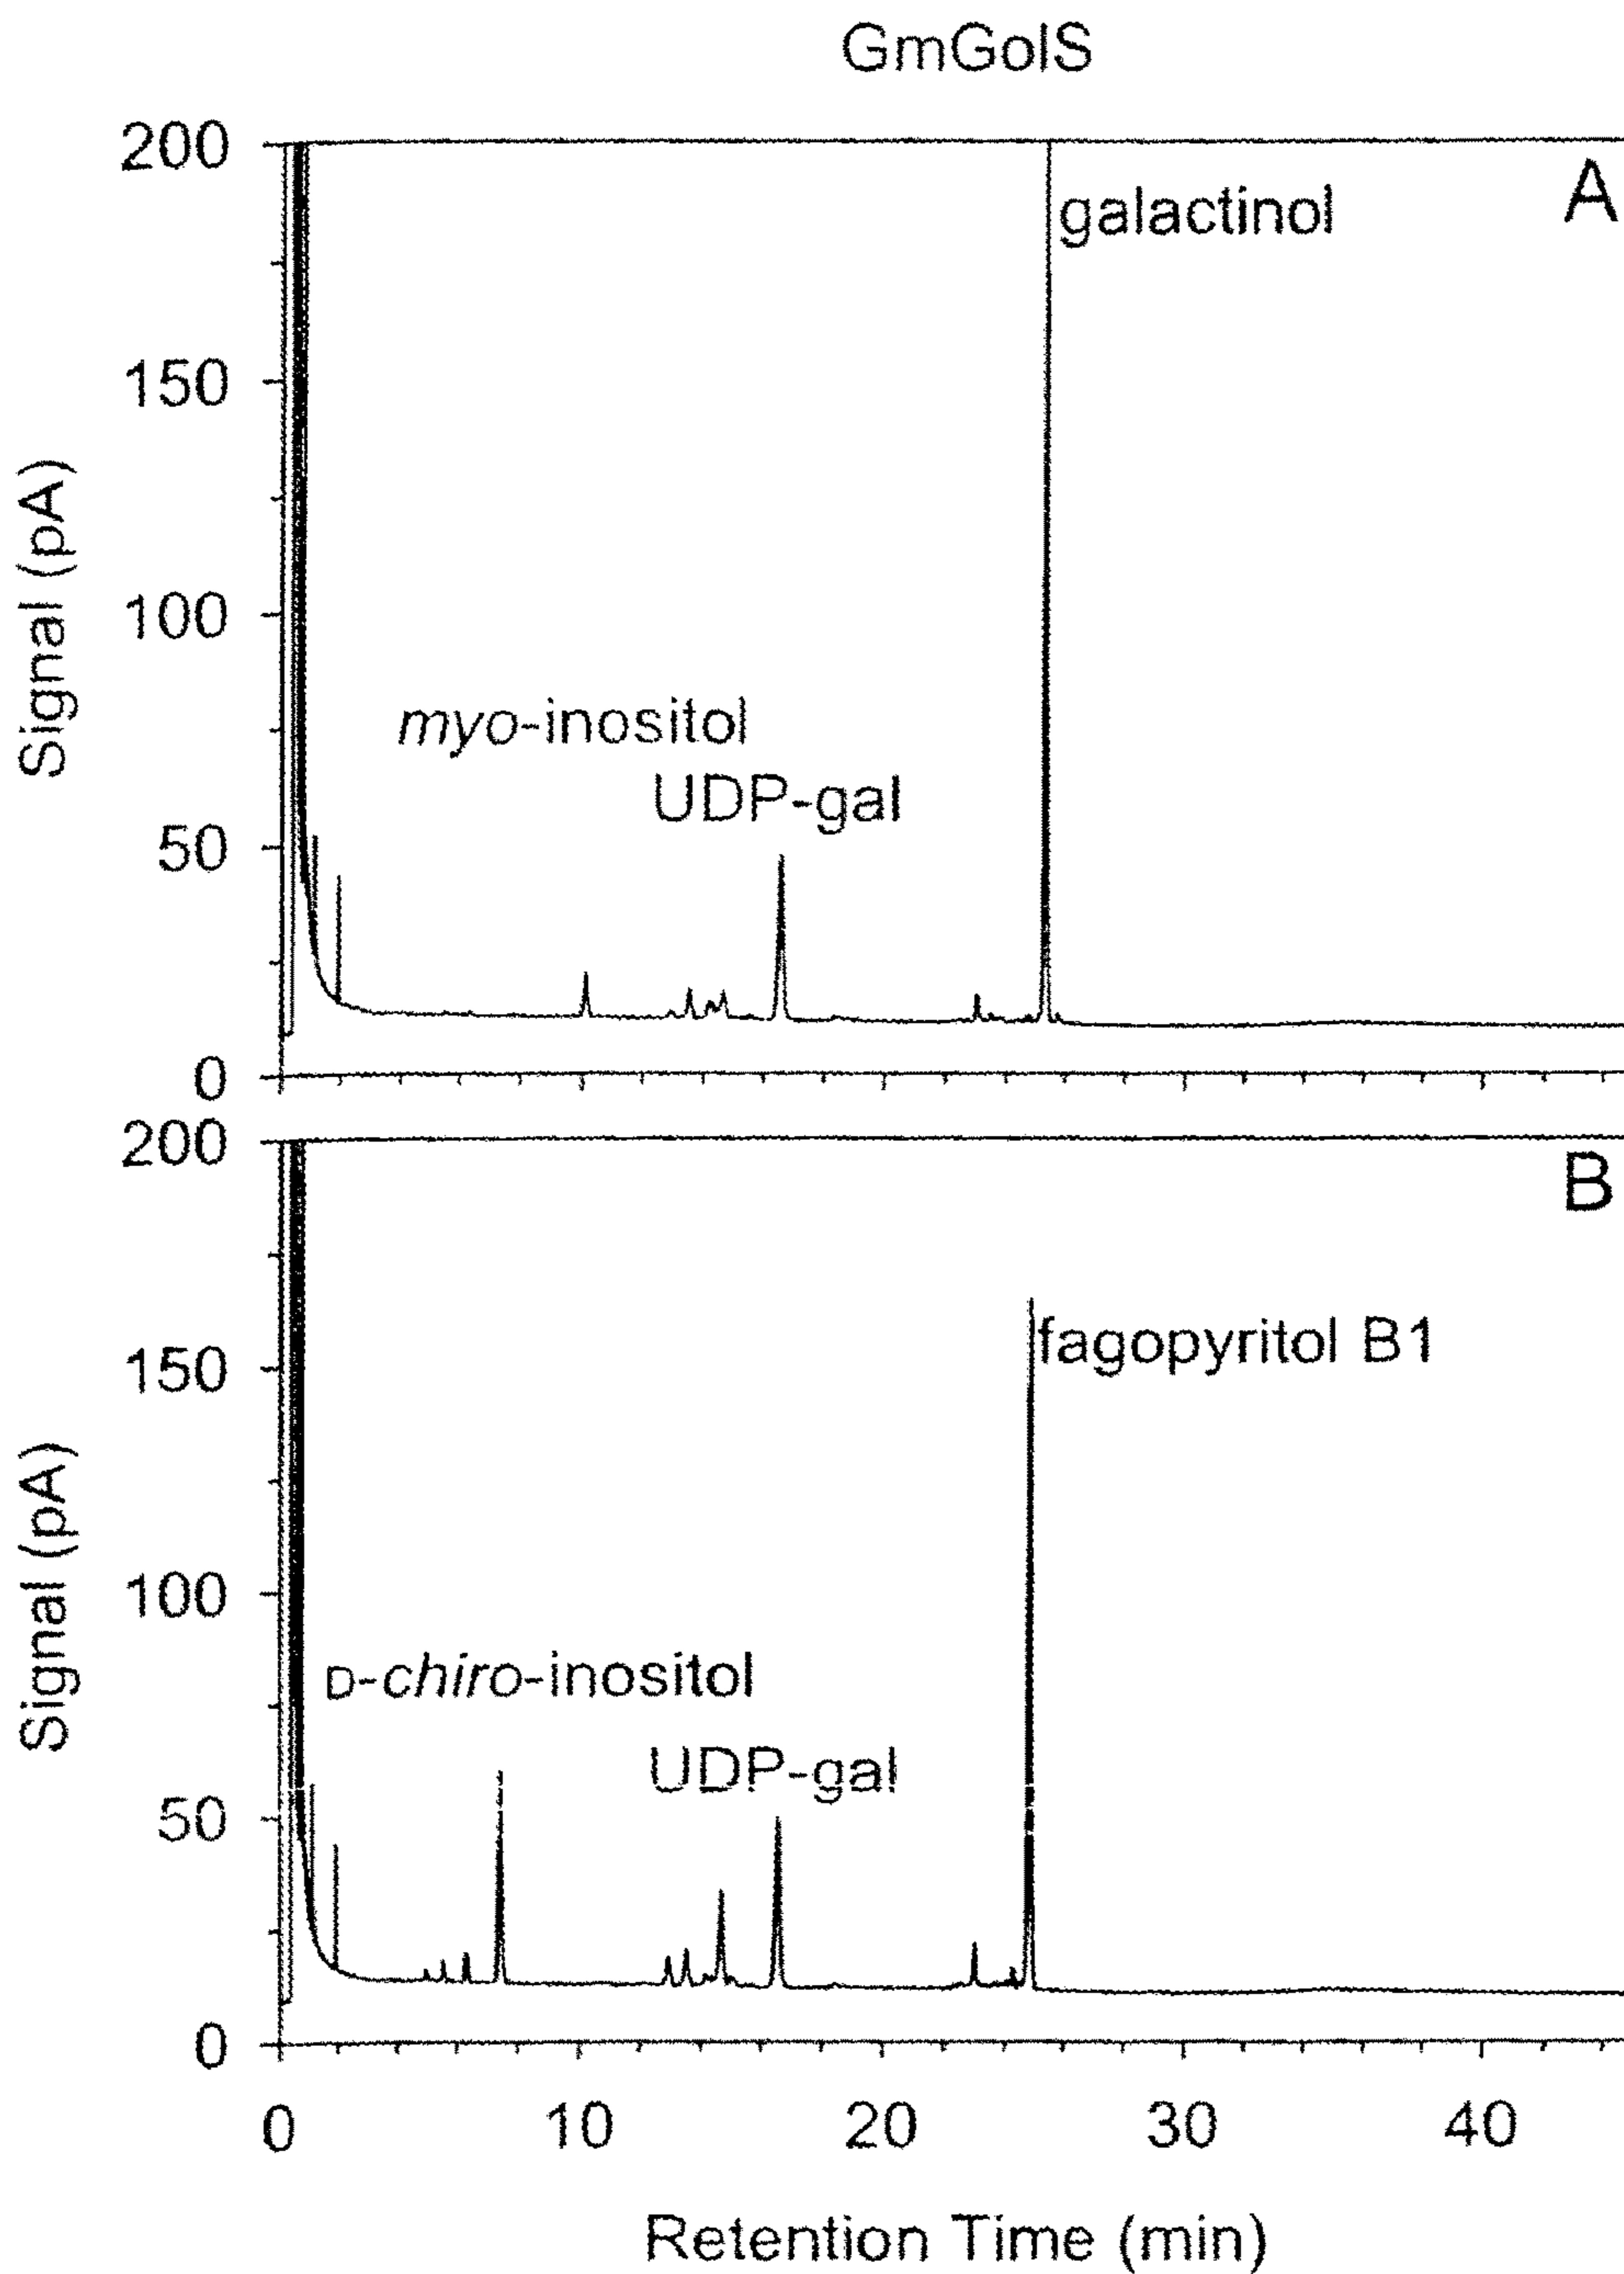 GmGolS
200
A
galactinol
150
Signal (pA)
100
myo-inositol
UDP-gal
50
0
200
B
fagopyritol B1
150
Signal (pA)
100
D-chiro-inositol
UDP-gal
50
0
0 10 20 30 40
Retention Time (min)